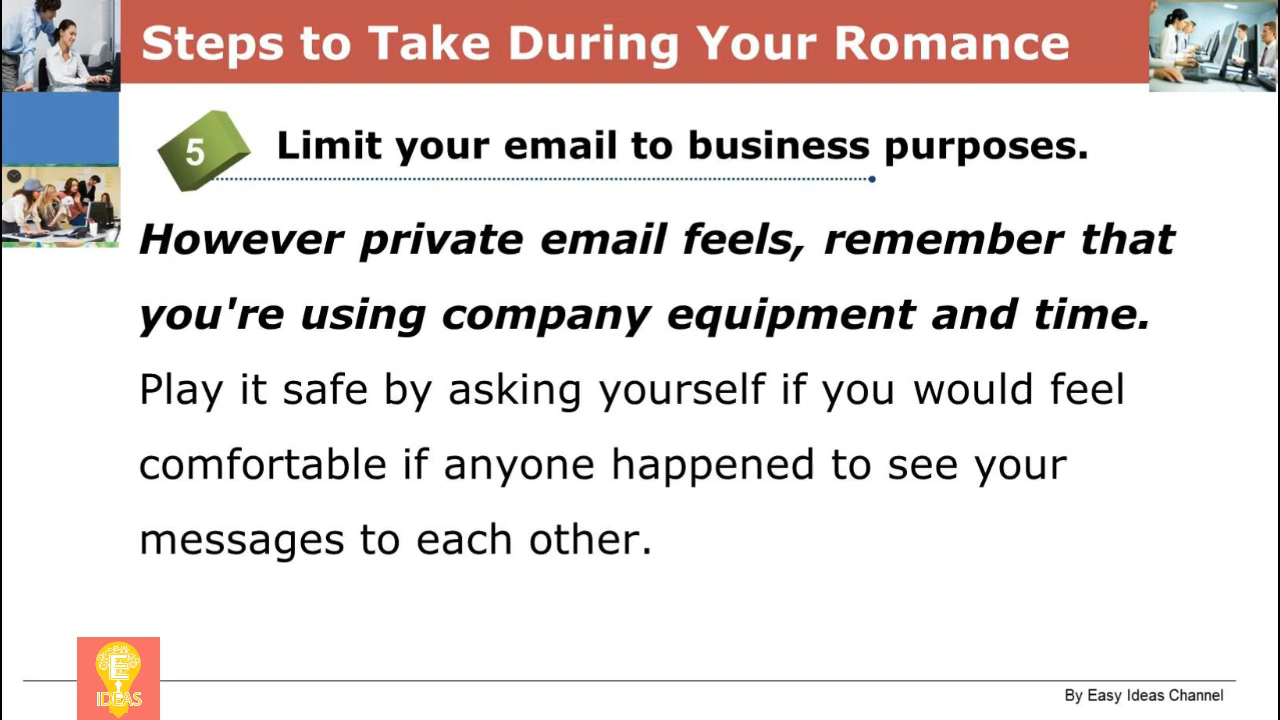 Steps to Take During Your Romance
5
Limit your email to business purposes.
However private email feels, remember that
you're using company equipment and time.
Play it safe by asking yourself if you would feel
comfortable if anyone happened to see your
messages to each other.
E
IDEAS
By Easy Ideas Channel